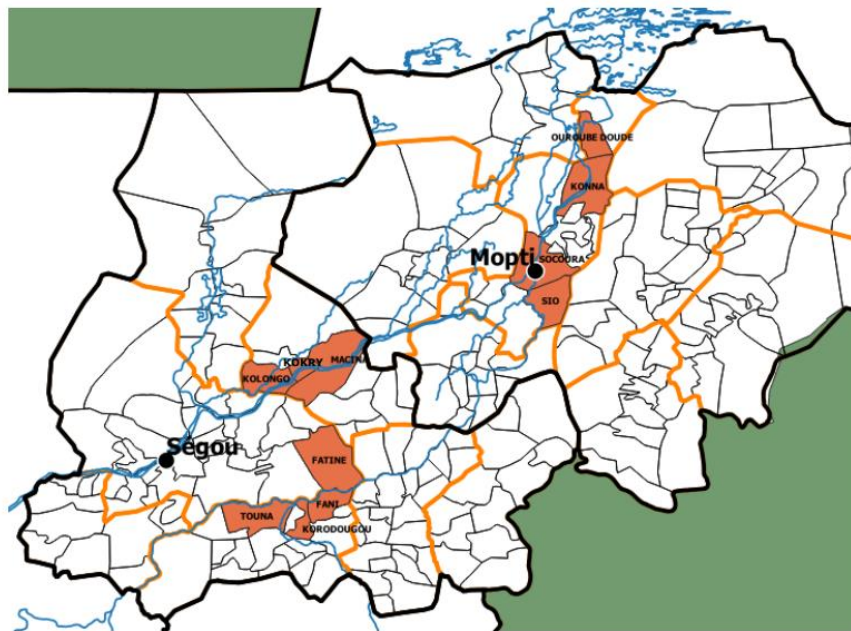 OUROUBE DOUDE
KONNA
Mopti
SOCOURA
SIO
KOKRY
MACINA
KOLONGO
Ségou
FATINE
FANI
TOUNA
KORODOUGOU